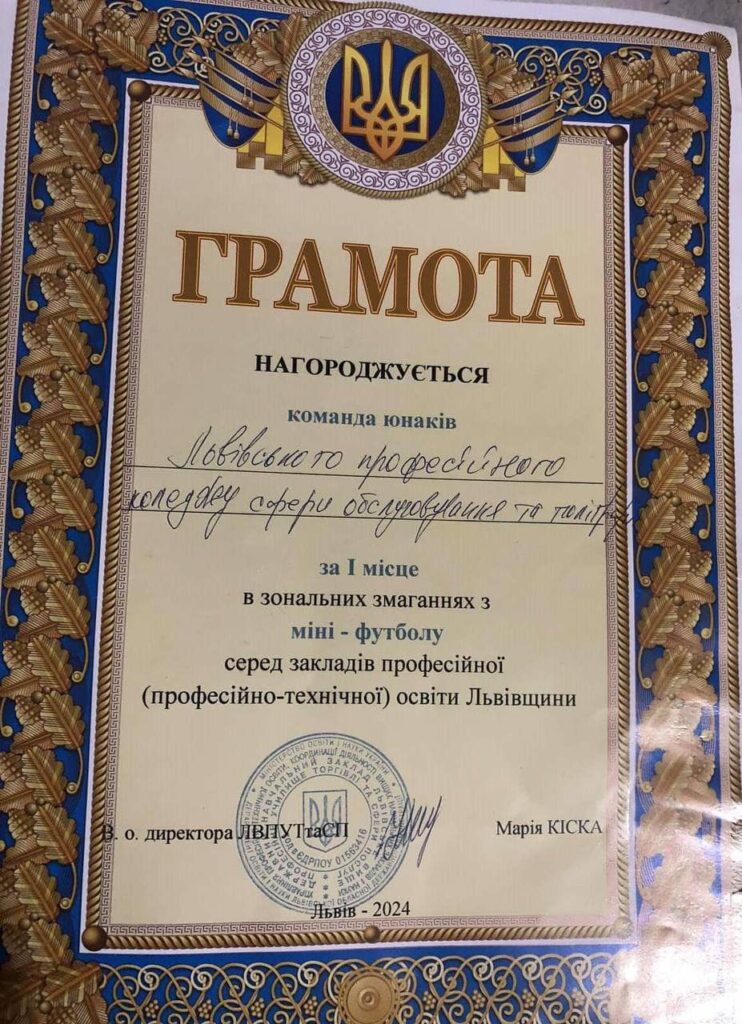 ГРАМОТА
НАГОРОДЖУЄТЬСЯ
команда юнаків
Львівського професійного
коледжу сфери обслуговування та
за І місце
в зональних змаганнях з
міні - футболу
серед закладів професійної
(професійно-технічної) освіти Львівщини
В. о. директора ЛВПУТтаСП
Марія КІСКА
Львів - 2024